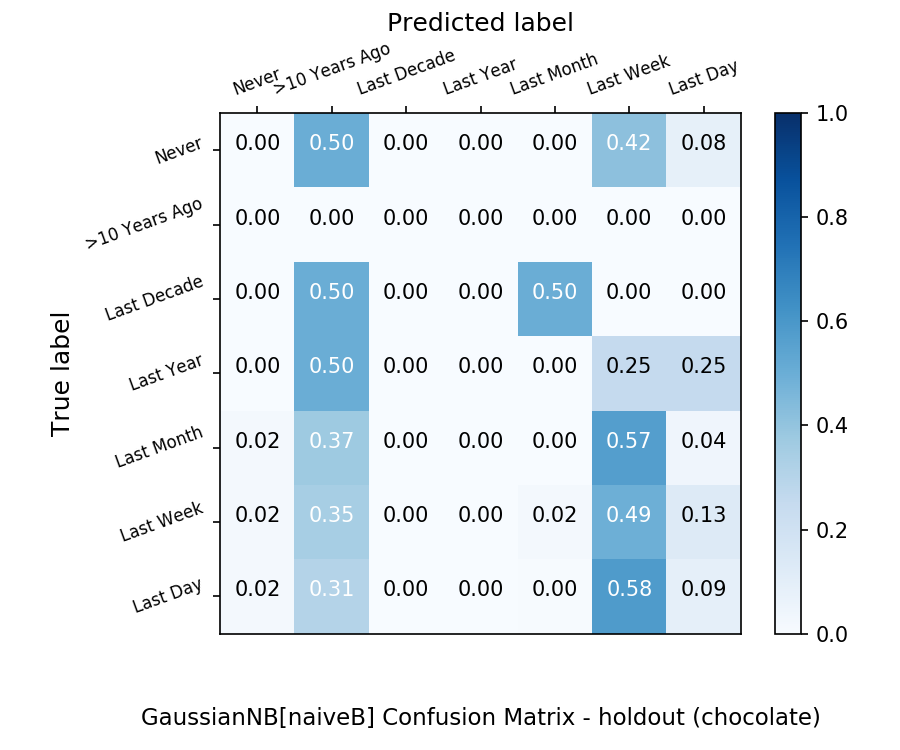 Predicted label
Never
>10 Years Ago
Last Decade
Last Year
Last Month
Last Week
Last Day
True label
Never 0.00 0.50 0.00 0.00 0.00 0.42 0.08
>10 Years Ago 0.00 0.00 0.00 0.00 0.00 0.00 0.00
Last Decade 0.00 0.50 0.00 0.00 0.50 0.00 0.00
Last Year 0.00 0.50 0.00 0.00 0.00 0.25 0.25
Last Month 0.02 0.37 0.00 0.00 0.00 0.57 0.04
Last Week 0.02 0.35 0.00 0.00 0.02 0.49 0.13
Last Day 0.02 0.31 0.00 0.00 0.00 0.58 0.09
1.0
0.8
0.6
0.4
0.2
0.0
GaussianNB[naiveB] Confusion Matrix - holdout (chocolate)